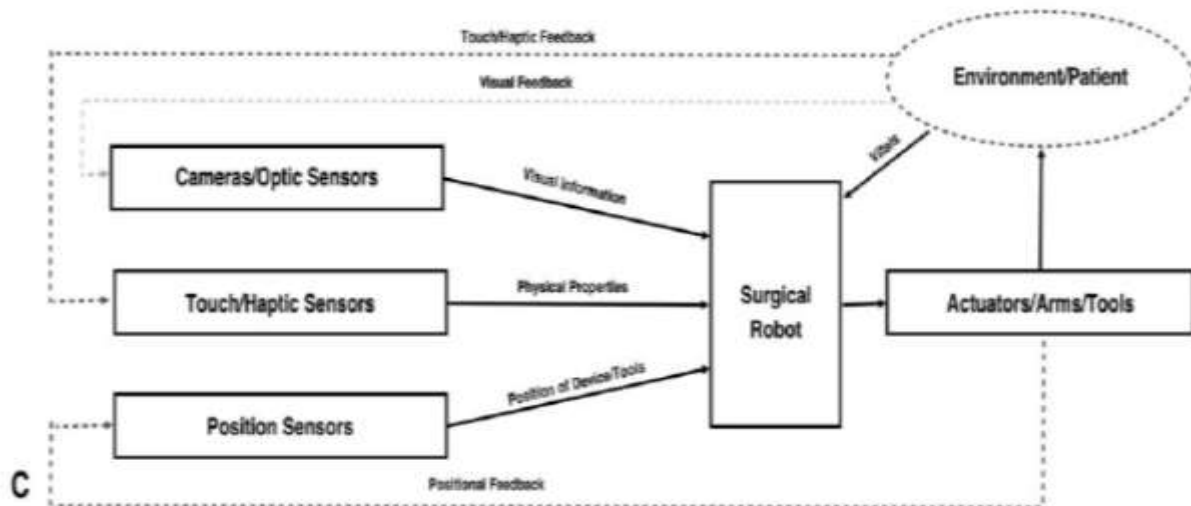 Touch/Haptic Feedback
Environment/Patient
Visual Feedback
Vitals
Cameras/Optic Sensors
Visual Information
Touch/Haptic Sensors
Physical Properties
Surgical
Robot
Actuators/Arms/Tools
Position of Device/Tools
Position Sensors
C
Positional Feedback